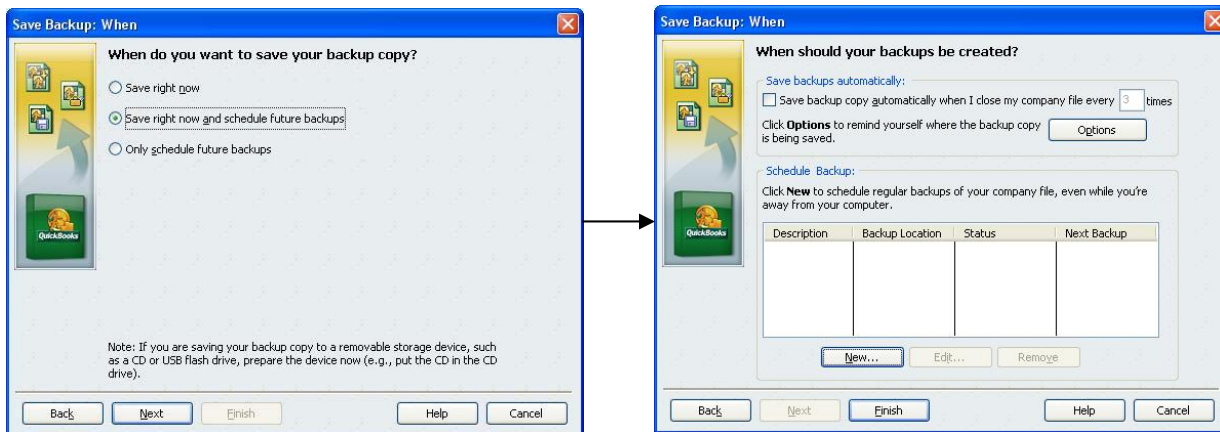 Save Backup: When
When do you want to save your backup copy?
Save right now
Save right now and schedule future backups
Only schedule future backups
QuickBooks
Note: If you are saving your backup copy to a removable storage device, such
as a CD or USB flash drive, prepare the device now (e.g., put the CD in the CD
drive).
Back
Next
Finish
Help
Cancel
Save Backup: When
When should your backups be created?
Save backups automatically:
Save backup copy automatically when I close my company file every 3 times
Click Options to remind yourself where the backup copy
is being saved.
Options
Schedule Backup:
Click New to schedule regular backups of your company file, even while you're
away from your computer.
QuickBooks
Description Backup Location Status Next Backup
New... Edit... Remove
Back
Next
Finish
Help
Cancel